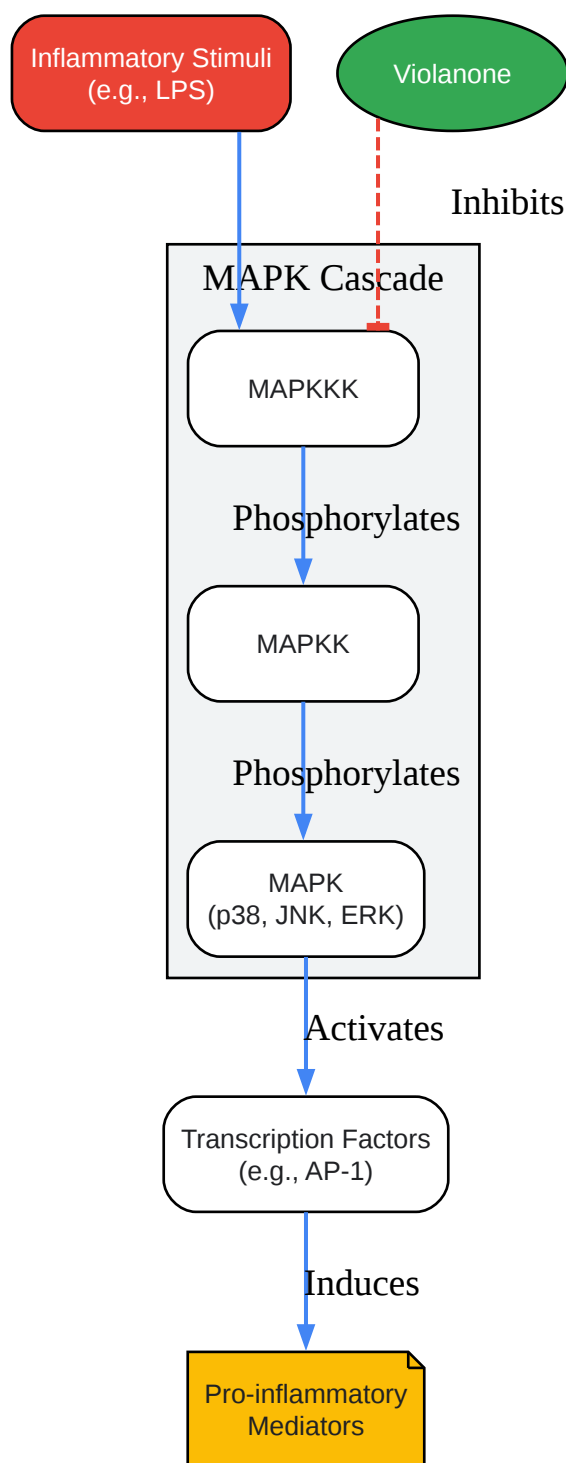 Inflammatory Stimuli
(e.g., LPS)
Violanone
Inhibits
MAPK Cascade
MAPKKK
Phosphorylates
MAPKK
Phosphorylates
MAPK
(p38, JNK, ERK)
Activates
Transcription Factors
(e.g., AP-1)
Induces
Pro-inflammatory
Mediators